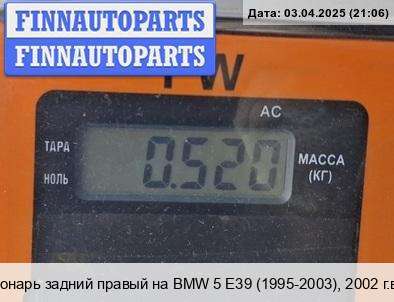 FINNAUTOPARTS
FINNAUTOPARTS
Дата: 03.04.2025 (21:06)
W
AC
ТАРА
НОЛЬ
0.520
МАССА
(КГ)
онарь задний правый на BMW 5 E39 (1995-2003), 2002 г.в